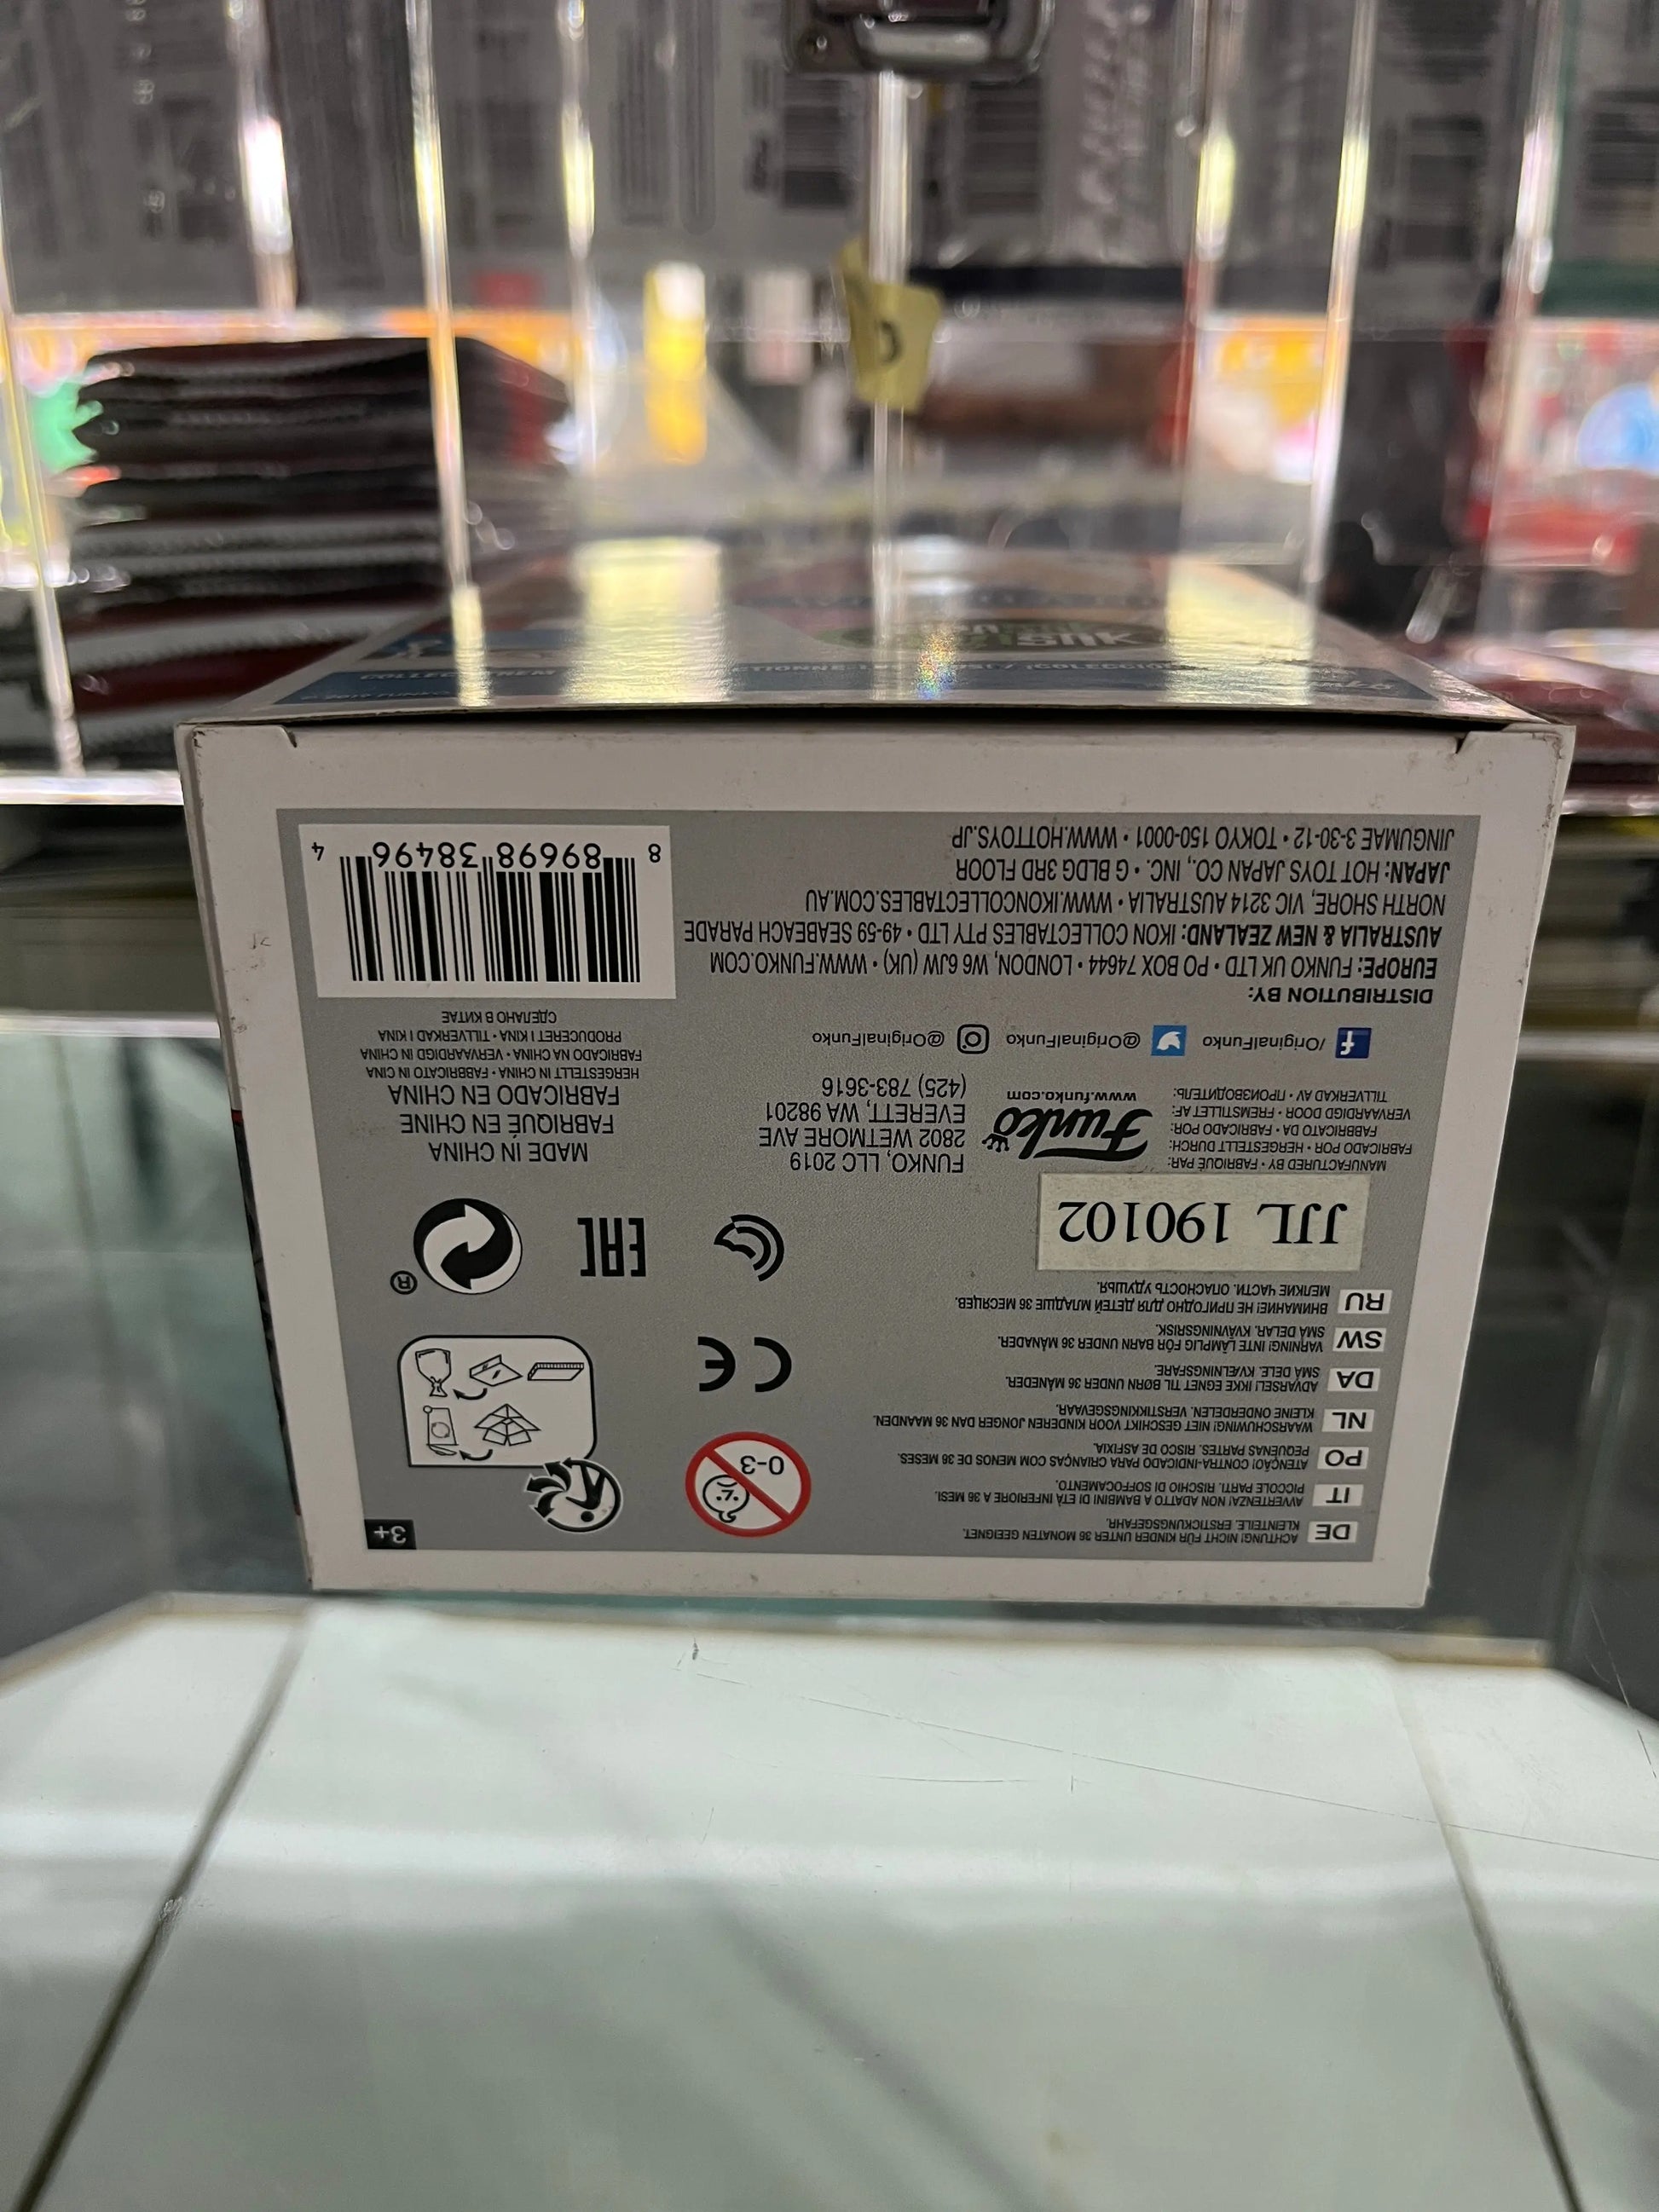 DE ACHTUNG! NICHT FÜR KINDER UNTER 36 MONATEN GEEIGNET.
KLEINTEILE. ERSTICKUNGSGEFAHR.
IT AVVERTENZA! NON ADATTO A BAMBINI DI ETÀ INFERIORE A 36 MESI.
PICCOLE PARTI. RISCHIO DI SOFFOCAMENTO.
PO ATENÇÃO! CONTRA-INDICADO PARA CRIANÇAS COM MENOS DE 36 MESES.
PEQUENAS PARTES. RISCO DE ASFIXIA.
NL WAARSCHUWING! NIET GESCHIKT VOOR KINDEREN JONGER DAN 36 MAANDEN.
KLEINE ONDERDELEN. VERSTIKKINGSGEVAAR.
DA ADVARSEL! IKKE EGNET TIL BØRN UNDER 36 MÅNEDER.
SMÅ DELE. KVÆLNINGSFARE.
SW VARNING! INTE LÄMPLIG FÖR BARN UNDER 36 MÅNADER.
SMÅ DELAR. KVÄVNINGSRISK.
RU ВНИМАНИЕ! НЕ ПРИГОДНО ДЛЯ ДЕТЕЙ МЛАДШЕ 36 МЕСЯЦЕВ.
МЕЛКИЕ ЧАСТИ. ОПАСНОСТЬ УДУШЬЯ.
0-3
3+
CE
EAC
®
JJL 190102
MANUFACTURED BY • FABRIQUÉ PAR:
FABRICADO POR • HERGESTELLT DURCH:
FABBRICATO DA • FABRICADO POR:
VERVAARDIGD DOOR • FREMSTILLET AF:
TILLVERKAD AV • ПРОИЗВОДИТЕЛЬ:
Funko
www.funko.com
FUNKO, LLC 2019
2802 WETMORE AVE
EVERETT, WA 98201
(425) 783-3616
MADE IN CHINA
FABRIQUÉ EN CHINE
FABRICADO EN CHINA
HERGESTELLT IN CHINA • FABBRICATO IN CINA
FABRICADO NA CHINA • VERVAARDIGD IN CHINA
PRODUCERET I KINA • TILLVERKAD I KINA
СДЕЛАНО В КИТАЕ
f /OriginalFunko @OriginalFunko @OriginalFunko
DISTRIBUTION BY:
EUROPE: FUNKO UK LTD • PO BOX 74644 • LONDON, W6 6JW (UK) • WWW.FUNKO.COM
AUSTRALIA & NEW ZEALAND: IKON COLLECTABLES PTY LTD • 49-59 SEABEACH PARADE
NORTH SHORE, VIC 3214 AUSTRALIA • WWW.IKONCOLLECTABLES.COM.AU
JAPAN: HOT TOYS JAPAN CO., INC. • G BLDG 3RD FLOOR
JINGUMAE 3-30-12 • TOKYO 150-0001 • WWW.HOTTOYS.JP
8 89698 38496 4